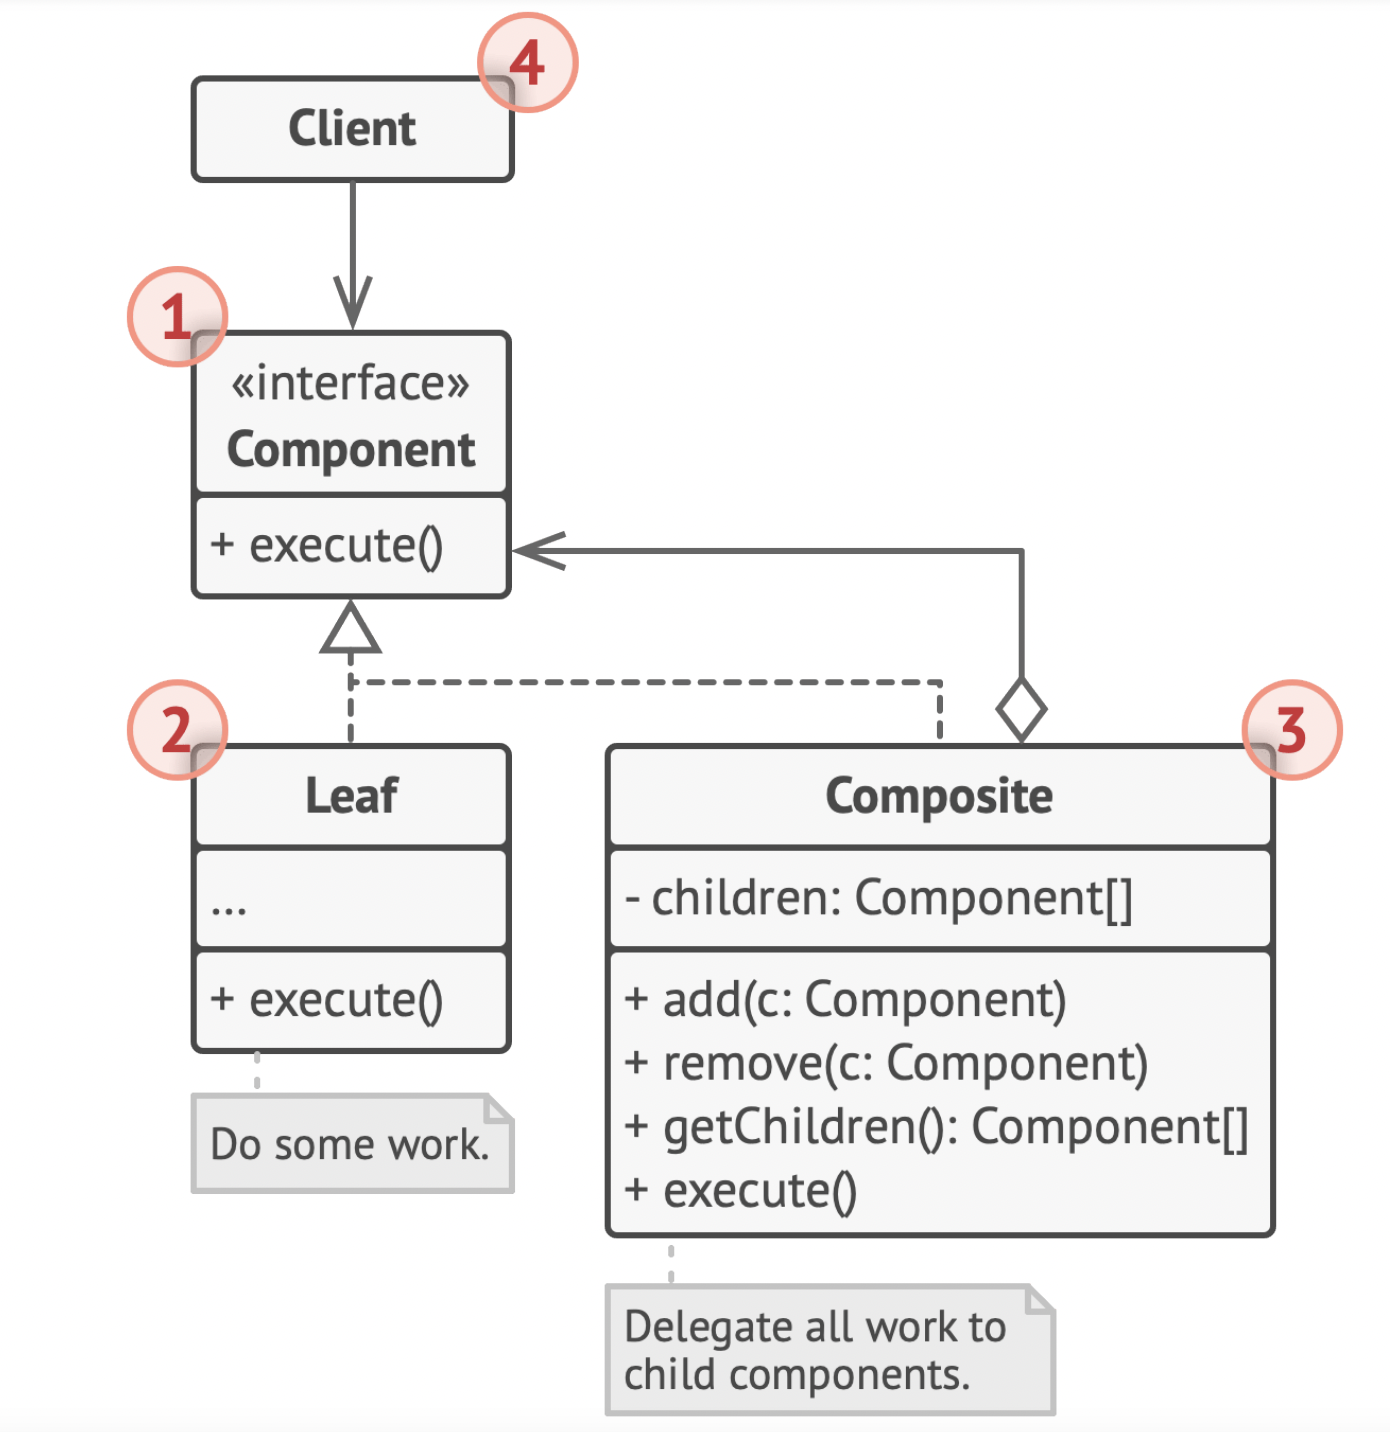 4
Client
1
«interface»
Component
+ execute()
2
Leaf
...
+ execute()
Do some work.
3
Composite
- children: Component[]
+ add(c: Component)
+ remove(c: Component)
+ getChildren(): Component[]
+ execute()
Delegate all work to
child components.